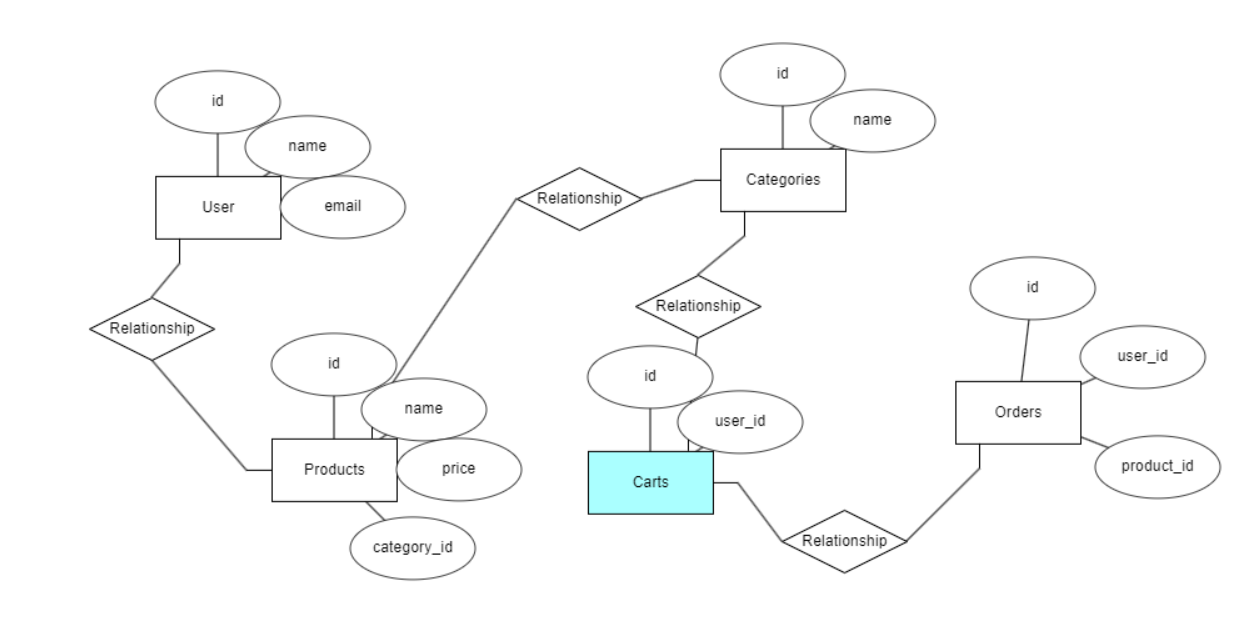 id
name
User
email
Relationship
id
name
Categories
Relationship
Relationship
id
name
Products
price
category_id
id
user_id
Carts
id
user_id
Orders
product_id
Relationship